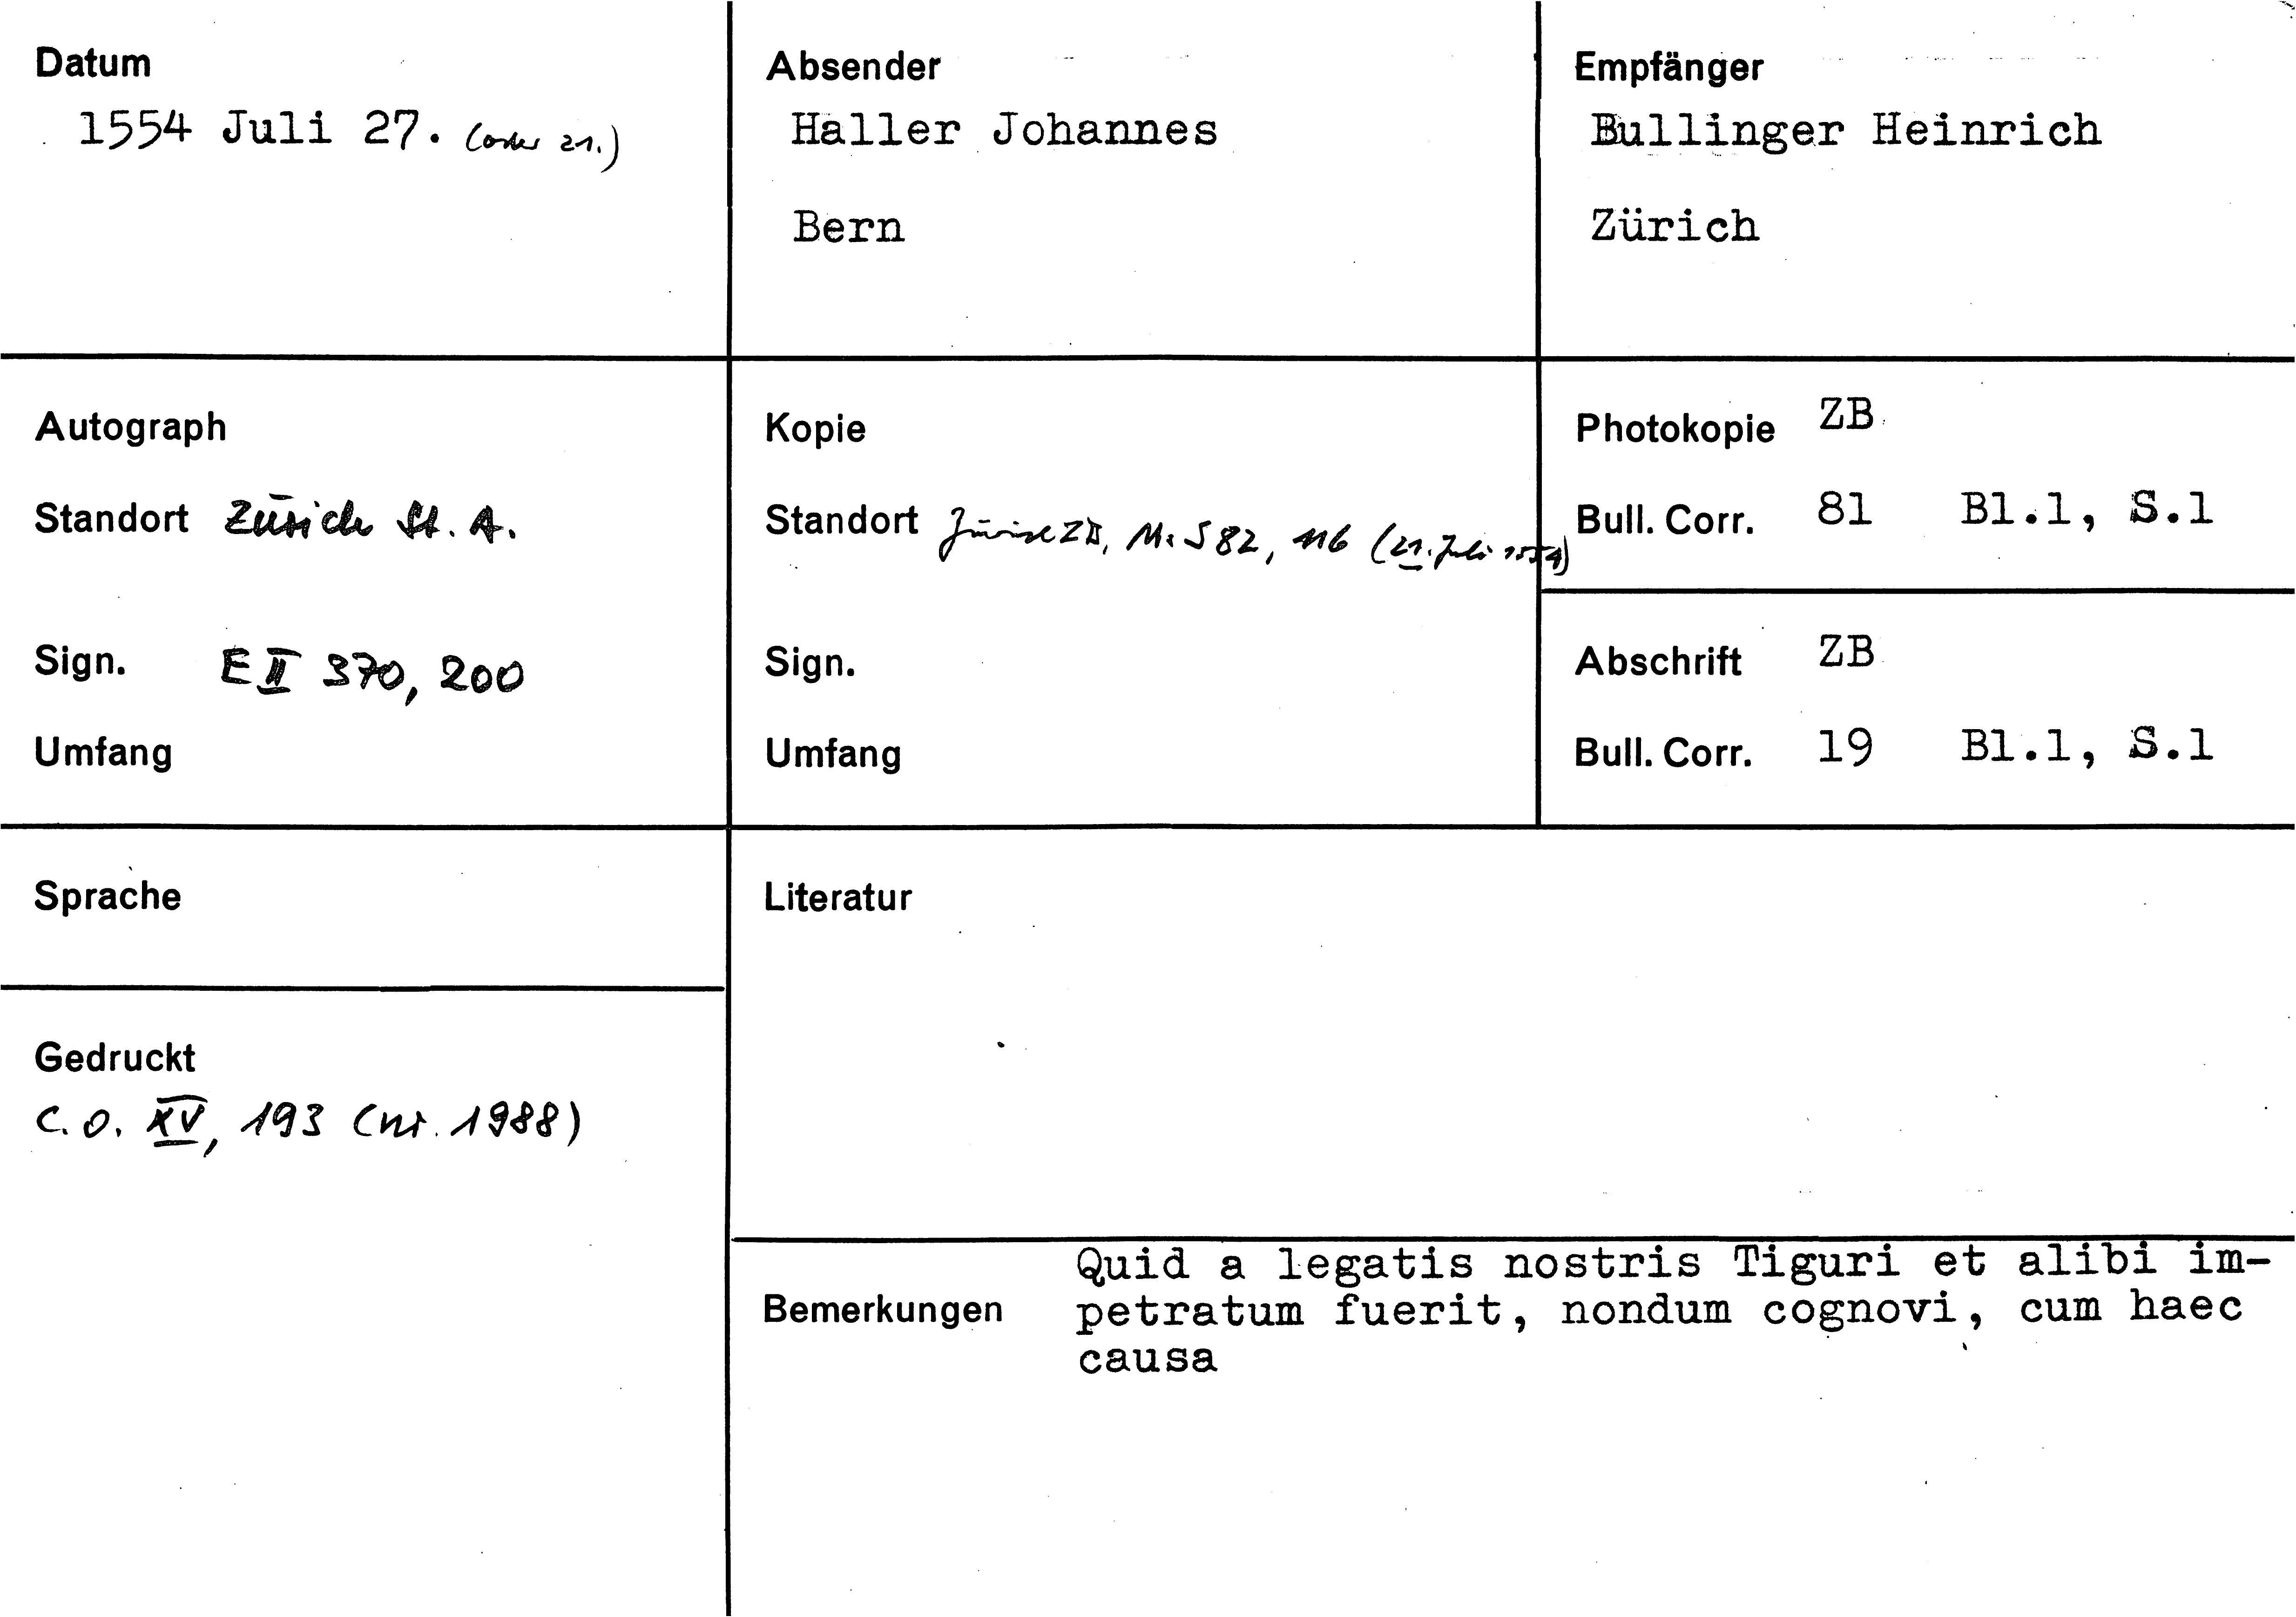 Datum
1554 Juli 27. (oder 21.)
Absender
Haller Johannes
Bern
Empfänger
Bullinger Heinrich
Zürich
Autograph
Standort Zürich St. A.
Sign. E II 370, 200
Umfang
Kopie
Standort Zürich ZB, Ms S 82, 116 (21. Juli 1554)
Sign.
Umfang
Photokopie ZB
Bull. Corr. 81 Bl.1, S.1
Abschrift ZB
Bull. Corr. 19 Bl.1, S.1
Sprache
Gedruckt
C. O. XV, 193 (nr. 1988)
Literatur
Bemerkungen
Quid a legatis nostris Tiguri et alibi im-
petratum fuerit, nondum cognovi, cum haec
causa